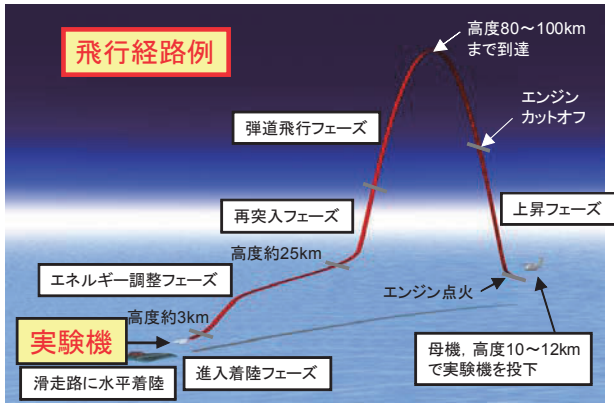 飛行経路例
高度80～100km
まで到達
エンジン
カットオフ
弾道飛行フェーズ
再突入フェーズ
上昇フェーズ
高度約25km
エネルギー調整フェーズ
エンジン点火
高度約3km
実験機
母機，高度10～12km
で実験機を投下
滑走路に水平着陸
進入着陸フェーズ